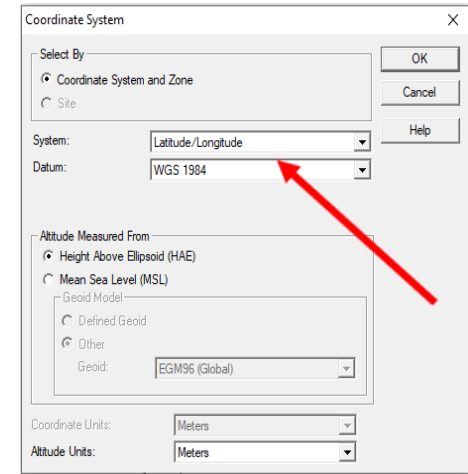 Coordinate System
Select By
Coordinate System and Zone
Site
OK
Cancel
Help
System: Latitude/Longitude
Datum: WGS 1984
Altitude Measured From
Height Above Ellipsoid (HAE)
Mean Sea Level (MSL)
Geoid Model
Defined Geoid
Other
Geoid: EGM96 (Global)
Coordinate Units: Meters
Altitude Units: Meters